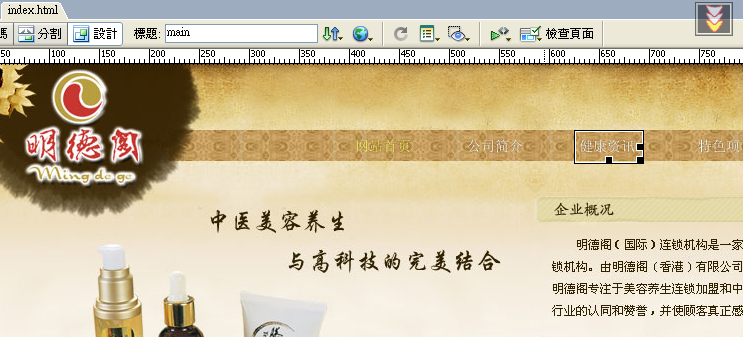 index.html
分割 設計 標題: main 檢查頁面
50 100 150 200 250 300 350 400 450 500 550 600 650 700 750
明德阁
Ming de ge
网站首页 公司简介 健康资讯 特色项
中医美容养生
与高科技的完美结合
企业概况
明德阁（国际）连锁机构是一家
锁机构。由明德阁（香港）有限公司
明德阁专注于美容养生连锁加盟和中
行业的认同和赞誉，并使顾客真正感